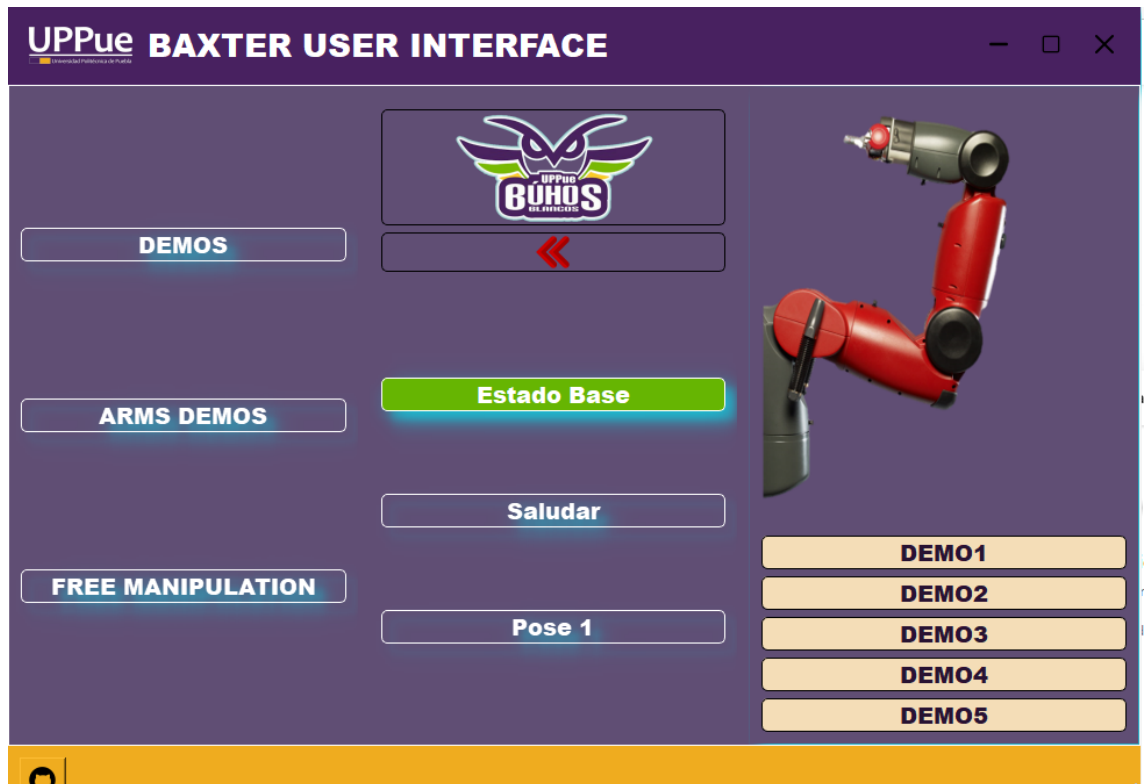 UPPue
Universidad Politécnica de Puebla
BAXTER USER INTERFACE
DEMOS
ARMS DEMOS
FREE MANIPULATION
UPPue
BÚHOS
BLANCOS
Estado Base
Saludar
Pose 1
DEMO1
DEMO2
DEMO3
DEMO4
DEMO5